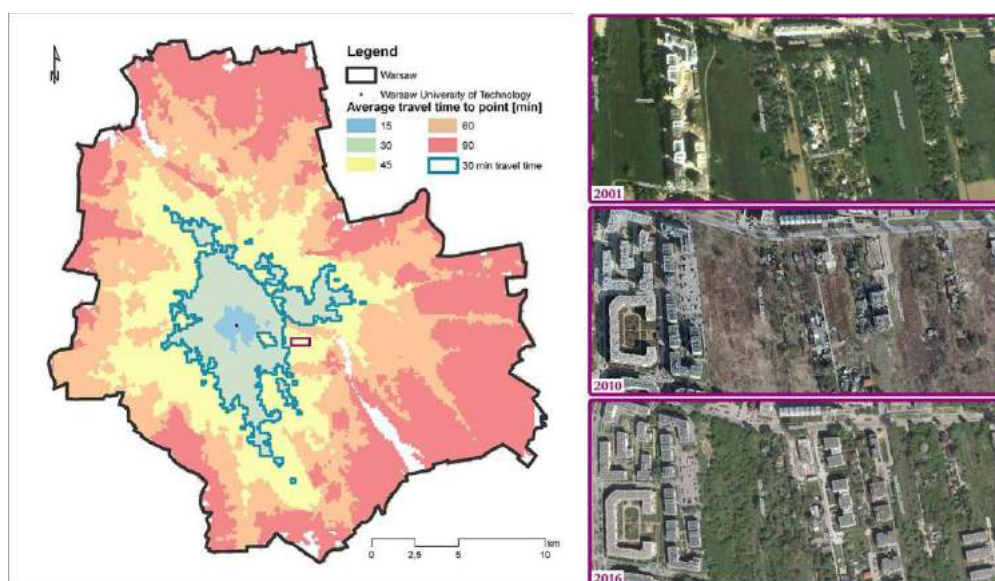 N
Legend
Warsaw
Warsaw University of Technology
Average travel time to point [min]
15 60
30 90
45 30 min travel time
km
0 2,5 5 10
2001
2010
2016